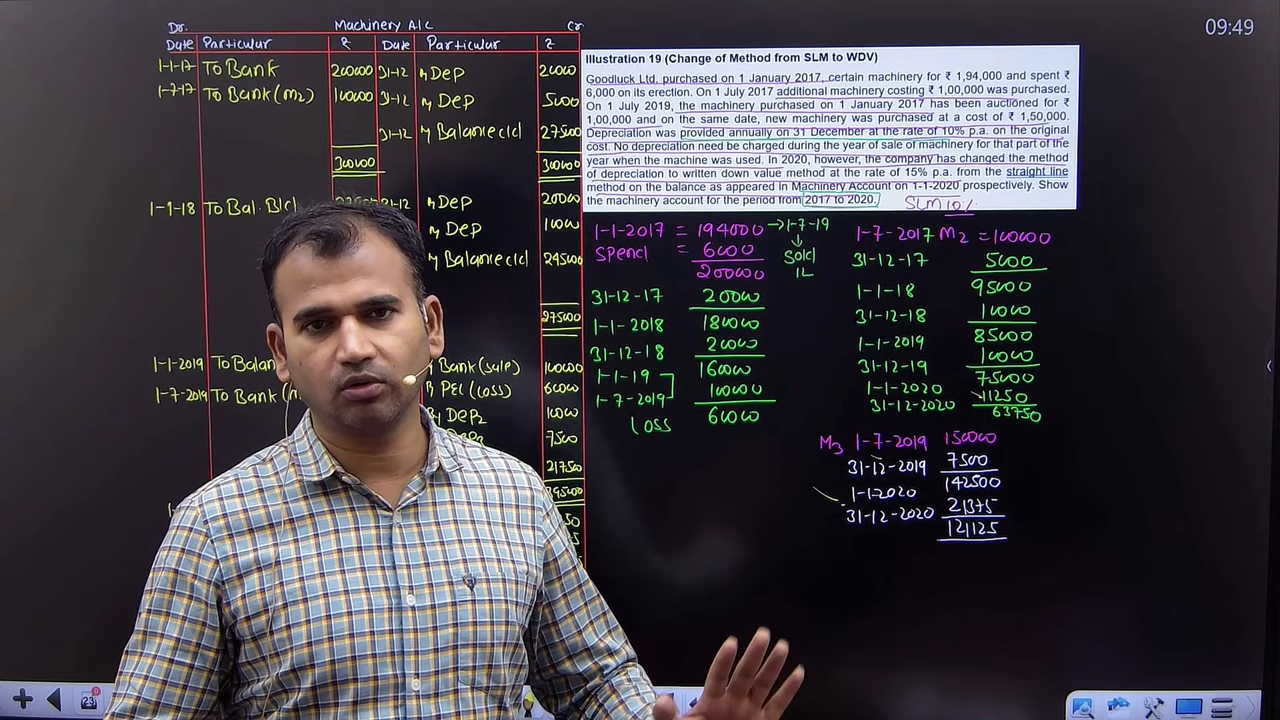 09:49
Dr. Machinery A/c Cr
Date Particular ₹ Date Particular ₹
1-1-17 To Bank 200000 31-12 By Dep 20000
1-7-17 To Bank (M2) 100000 31-12 By Dep 5000
31-12 By Balance c/d 275000
300000 300000
1-1-18 To Bal. B/d By Dep 20000
By Dep 10000
By Balance c/d 245000
275000
1-1-2019 To Balan By Bank (sale) 100000
1-7-2019 To Bank By P&L (Loss) 60000
By Dep2 10000
7500
217500
395000
Illustration 19 (Change of Method from SLM to WDV)
Goodluck Ltd. purchased on 1 January 2017, certain machinery for ₹ 1,94,000 and spent ₹
6,000 on its erection. On 1 July 2017 additional machinery costing ₹ 1,00,000 was purchased.
On 1 July 2019, the machinery purchased on 1 January 2017 has been auctioned for ₹
1,00,000 and on the same date, new machinery was purchased at a cost of ₹ 1,50,000.
Depreciation was provided annually on 31 December at the rate of 10% p.a. on the original
cost. No depreciation need be charged during the year of sale of machinery for that part of the
year when the machine was used. In 2020, however, the company has changed the method
of depreciation to written down value method at the rate of 15% p.a. from the straight line
method on the balance as appeared in Machinery Account on 1-1-2020 prospectively. Show
the machinery account for the period from 2017 to 2020.
SLM 10%
1-1-2017 = 194000 → 1-7-19
Spend = 6000 ↓
200000 Sold
1L
31-12-17 20000
1-1-2018 180000
31-12-18 20000
1-1-19 160000
1-7-2019 100000
Loss 60000
1-7-2017 M2 = 100000
31-12-17 5000
1-1-18 95000
31-12-18 10000
1-1-2019 85000
31-12-19 10000
1-1-2020 75000
31-12-2020 11250
63750
M3 1-7-2019 150000
31-12-2019 7500
1-1-2020 142500
31-12-2020 21375
121125
23